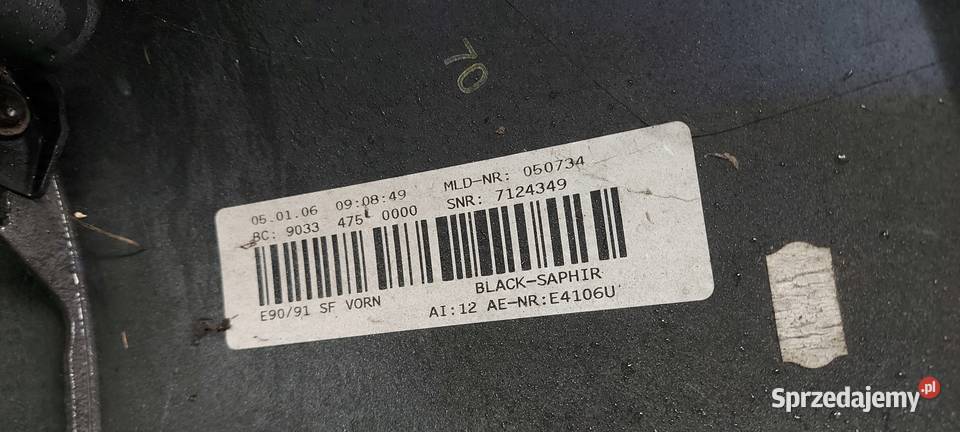 70
05.01.06 09:08:49 MLD-NR: 050734
BC: 9033 475 0000 SNR: 7124349
BLACK-SAPHIR
E90/91 SF VORN
AI:12 AE-NR:E4106U
Sprzedajemy.pl